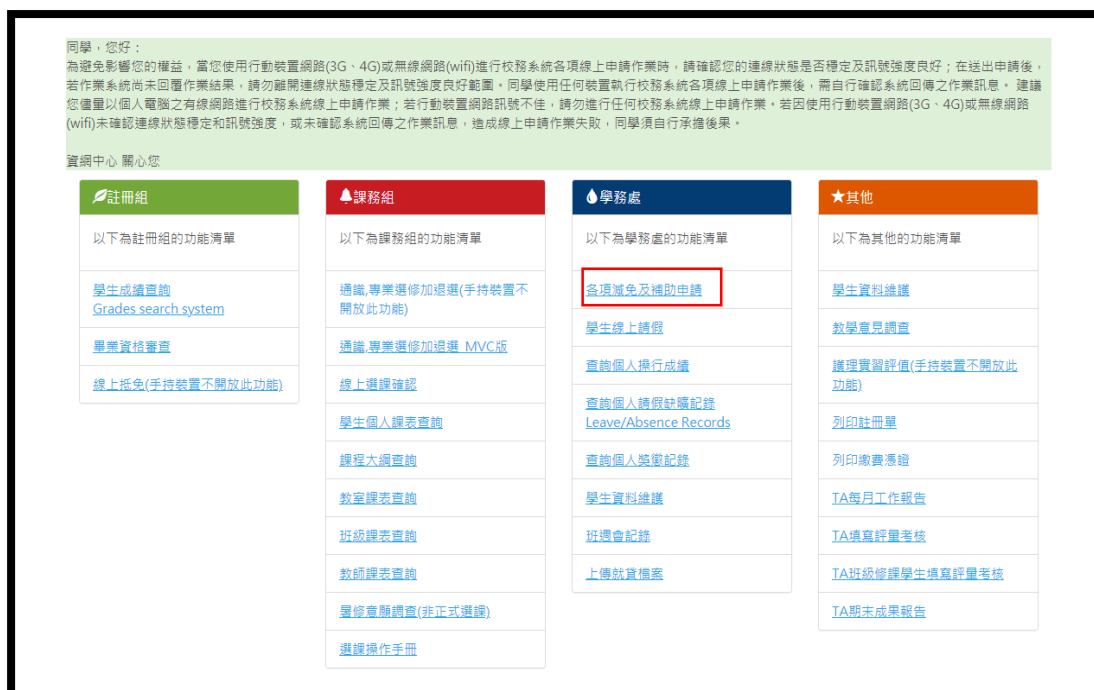 同學，您好：
為避免影響您的權益，當您使用行動裝置網路(3G、4G)或無線網路(wifi)進行校務系統各項線上申請作業時，請確認您的連線狀態是否穩定及訊號強度良好；在送出申請後，
若作業系統尚未回覆作業結果，請勿離開連線狀態穩定及訊號強度良好範圍。同學使用任何裝置執行校務系統各項線上申請作業後，需自行確認系統回傳之作業訊息。 建議
您儘量以個人電腦之有線網路進行校務系統線上申請作業；若行動裝置網路訊號不佳，請勿進行任何校務系統線上申請作業。若因使用行動裝置網路(3G、4G)或無線網路
(wifi)未確認連線狀態穩定和訊號強度，或未確認系統回傳之作業訊息，造成線上申請作業失敗，同學須自行承擔後果。
資網中心 關心您
註冊組
以下為註冊組的功能清單
學生成績查詢
Grades search system
畢業資格審查
線上抵免(手持裝置不開放此功能)
課務組
以下為課務組的功能清單
通識,專業選修加退選(手持裝置不
開放此功能)
通識,專業選修加退選_MVC版
線上選課確認
學生個人課表查詢
課程大綱查詢
教室課表查詢
班級課表查詢
教師課表查詢
暑修意願調查(非正式選課)
選課操作手冊
學務處
以下為學務處的功能清單
各項減免及補助申請
學生線上請假
查詢個人操行成績
查詢個人請假缺曠記錄
Leave/Absence Records
查詢個人獎懲記錄
學生資料維護
班週會記錄
上傳就貸檔案
其他
以下為其他的功能清單
學生資料維護
教學意見調查
護理實習評值(手持裝置不開放此
功能)
列印註冊單
列印繳費憑證
TA每月工作報告
TA填寫評量考核
TA班級修課學生填寫評量考核
TA期末成果報告